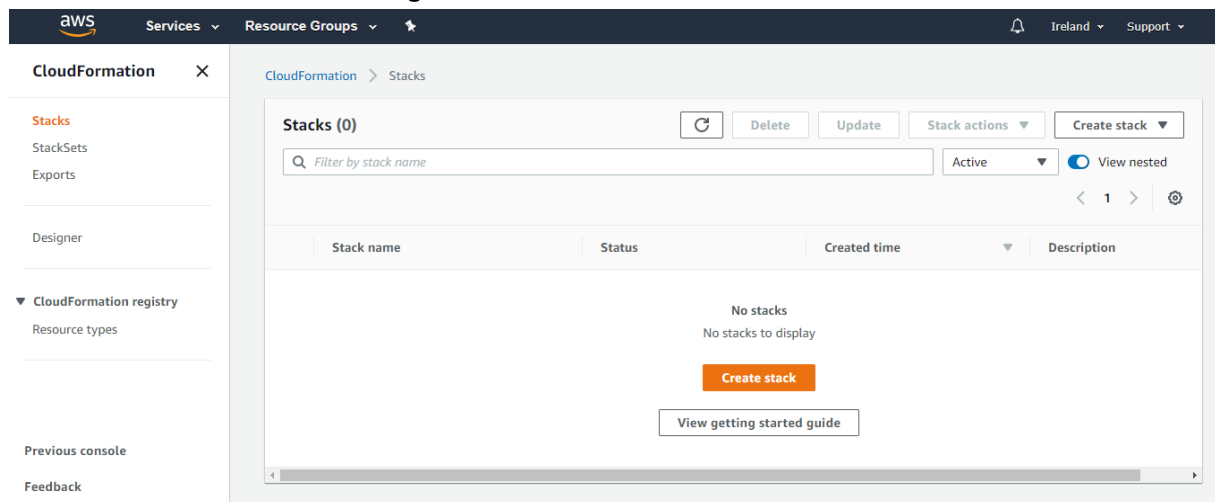 aws Services Resource Groups Ireland Support
CloudFormation
Stacks
StackSets
Exports
Designer
CloudFormation registry
Resource types
Previous console
Feedback
CloudFormation > Stacks
Stacks (0) Delete Update Stack actions Create stack
Filter by stack name Active View nested
< 1 >
Stack name Status Created time Description
No stacks
No stacks to display
Create stack
View getting started guide